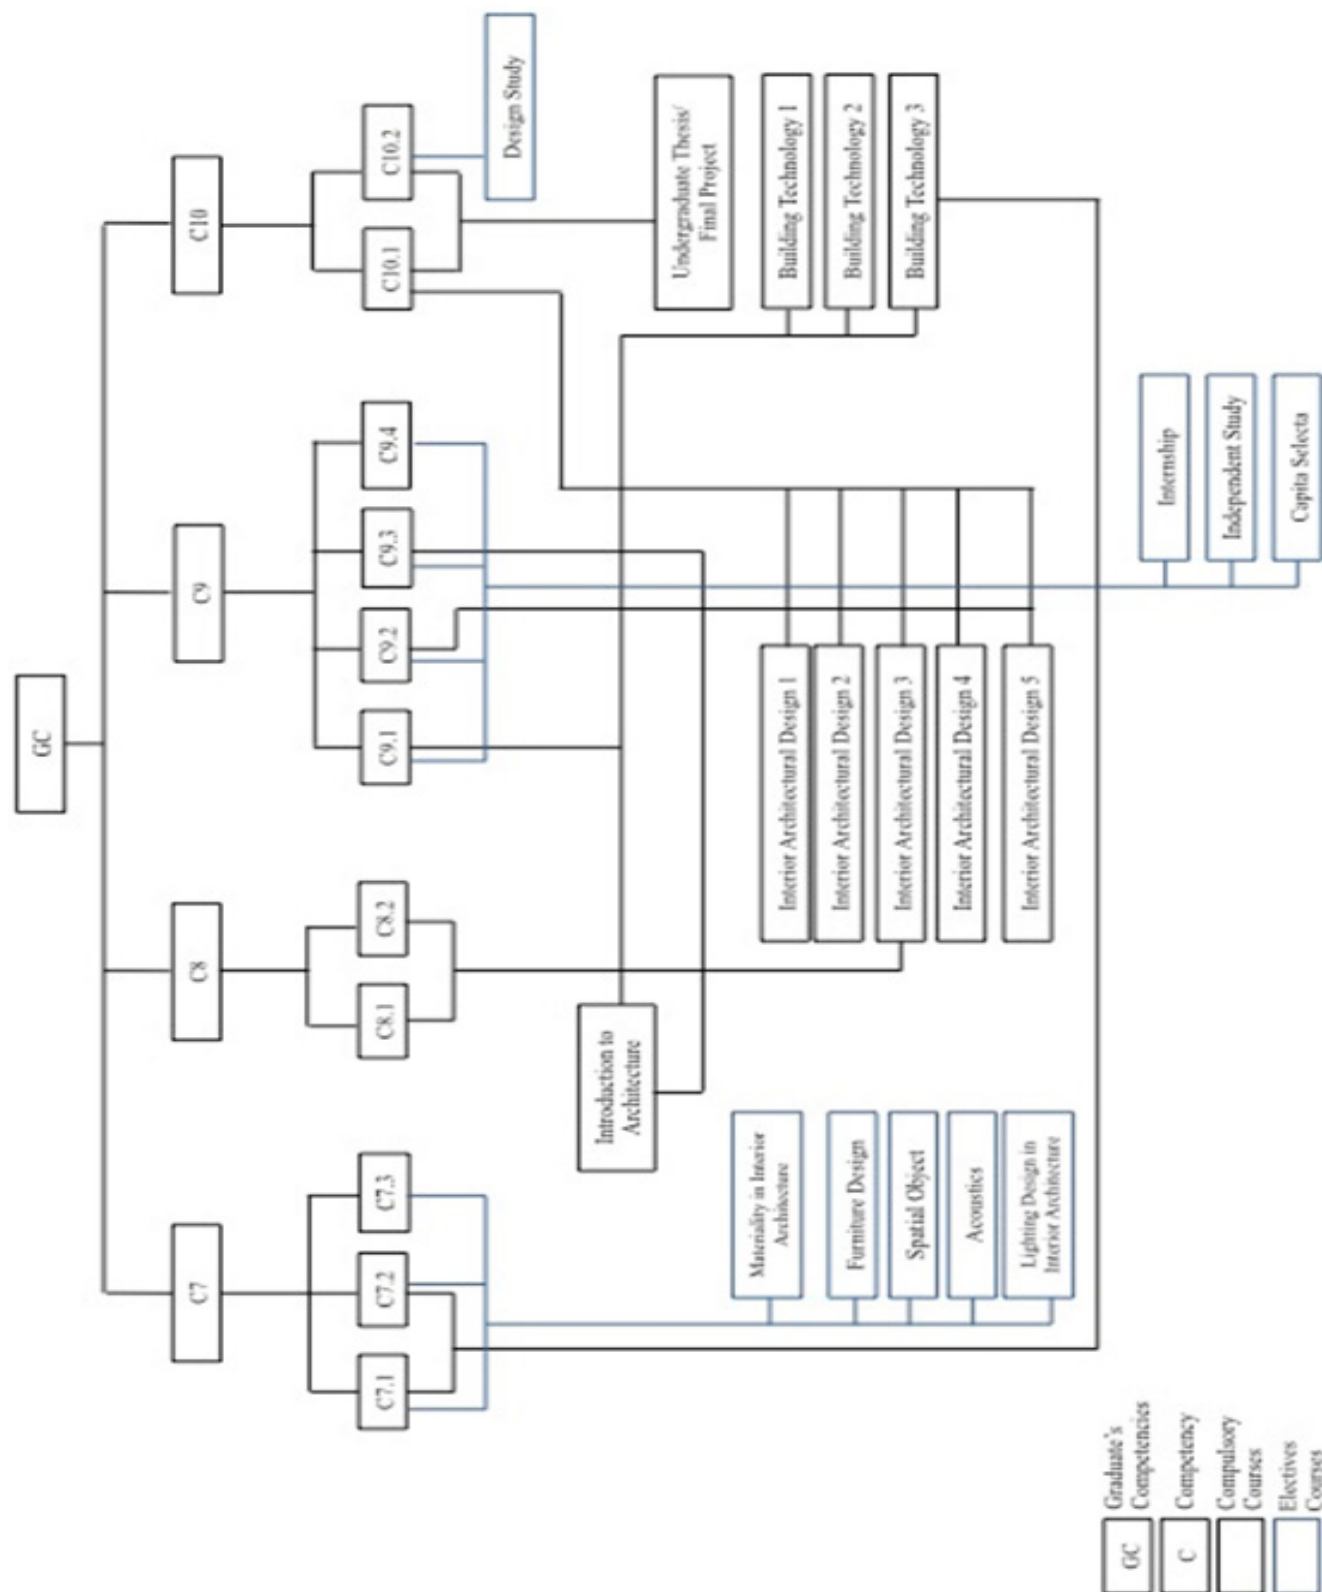 GC
C7
C8
C9
C10
C7.1
C7.2
C7.3
C8.1
C8.2
C9.1
C9.2
C9.3
C9.4
C10.1
C10.2
Design Study
Introduction to
Architecture
Undergraduate Thesis/
Final Project
Materiality in Interior
Architecture
Furniture Design
Spatial Object
Acoustics
Lighting Design in
Interior Architecture
Interior Architectural Design 1
Interior Architectural Design 2
Interior Architectural Design 3
Interior Architectural Design 4
Interior Architectural Design 5
Building Technology 1
Building Technology 2
Building Technology 3
Internship
Independent Study
Capita Selecta
GC
Graduate's
Competencies
C
Competency
Compulsory
Courses
Electives
Courses